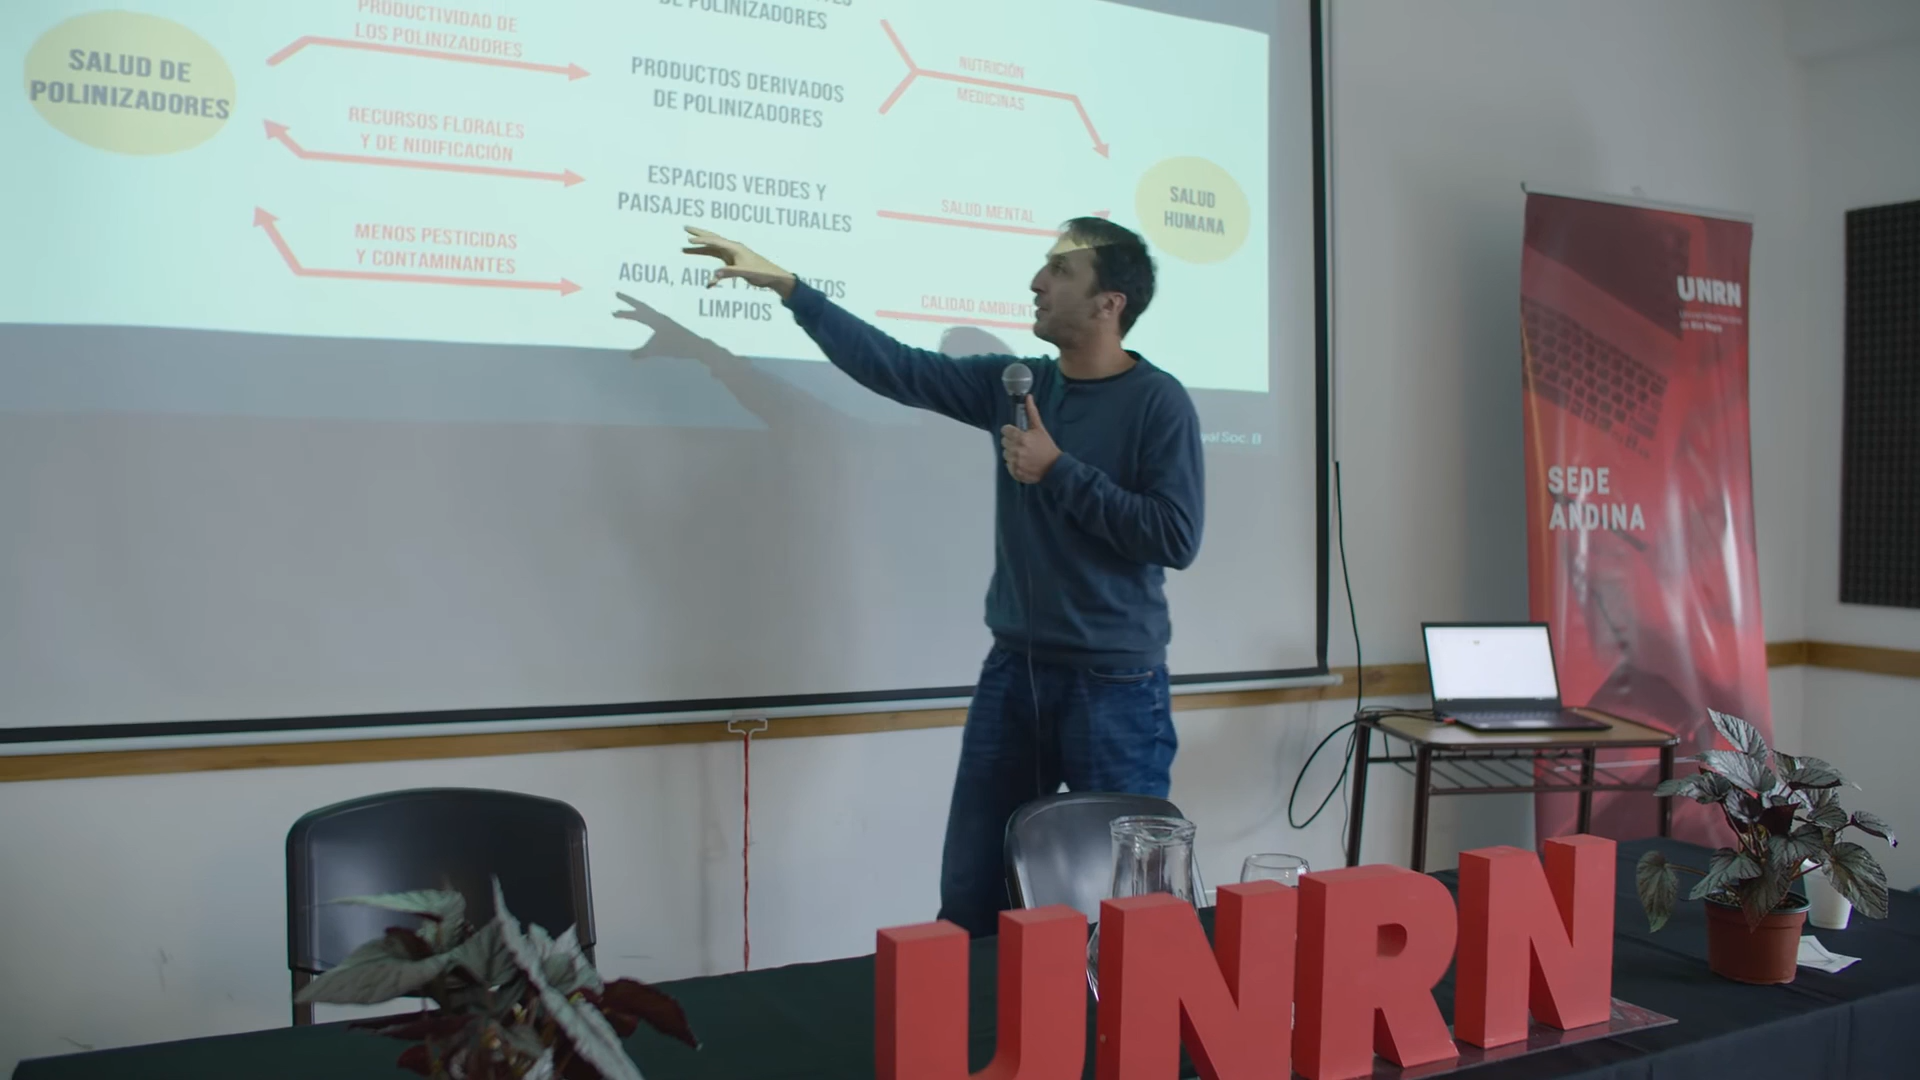 DE POLINIZADORES
PRODUCTIVIDAD DE
LOS POLINIZADORES
SALUD DE
POLINIZADORES
PRODUCTOS DERIVADOS
DE POLINIZADORES
NUTRICIÓN
MEDICINAS
RECURSOS FLORALES
Y DE NIDIFICACIÓN
ESPACIOS VERDES Y
PAISAJES BIOCULTURALES
SALUD MENTAL
SALUD
HUMANA
MENOS PESTICIDAS
Y CONTAMINANTES
AGUA, AIRE Y
LIMPIOS
CALIDAD
Soc. B
UNRN
SEDE
ANDINA
UNRN